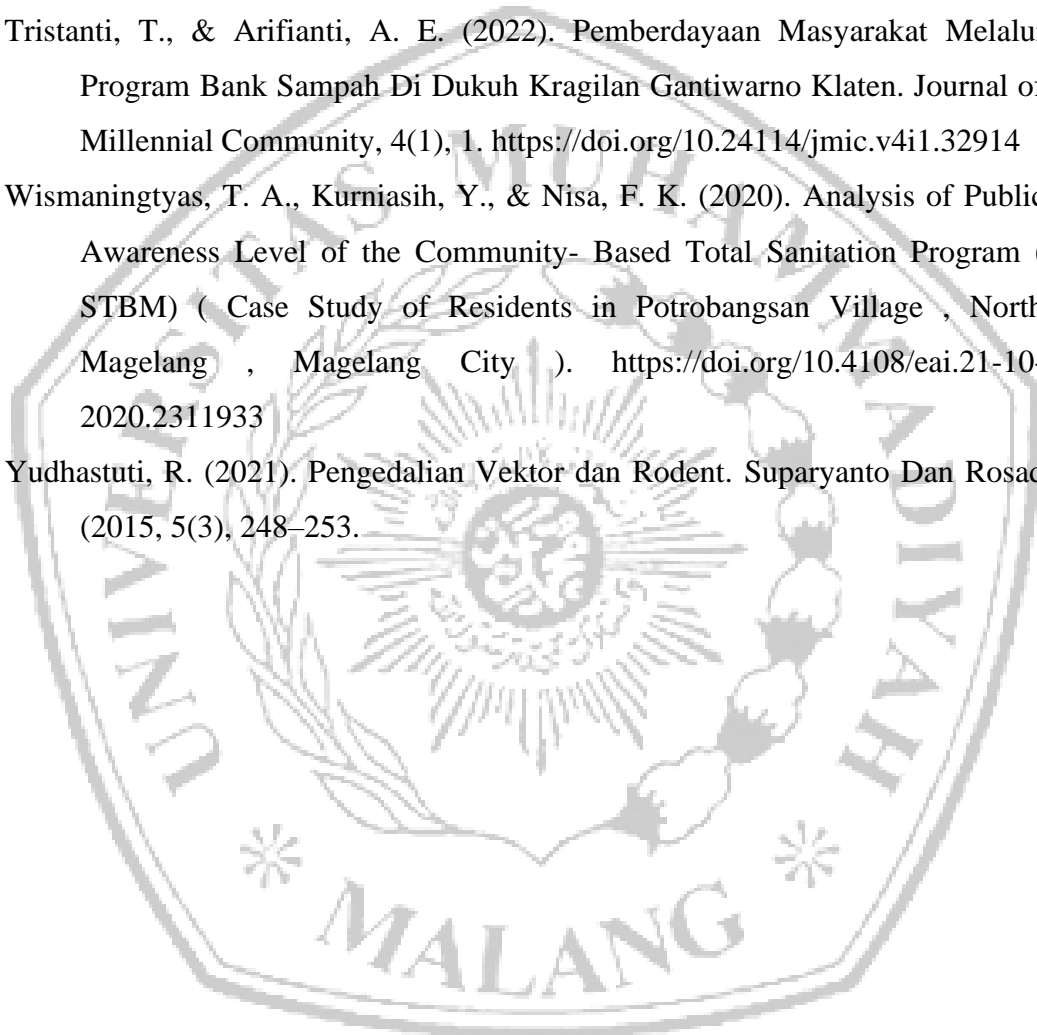 Tristanti, T., & Arifianti, A. E. (2022). Pemberdayaan Masyarakat Melalui
Program Bank Sampah Di Dukuh Kragilan Gantiwarno Klaten. Journal of
Millennial Community, 4(1), 1. https://doi.org/10.24114/jmic.v4i1.32914
Wismaningtyas, T. A., Kurniasih, Y., & Nisa, F. K. (2020). Analysis of Public
Awareness Level of the Community- Based Total Sanitation Program (
STBM) ( Case Study of Residents in Potrobangsan Village , North
Magelang , Magelang City ). https://doi.org/10.4108/eai.21-10-
2020.2311933
Yudhastuti, R. (2021). Pengedalian Vektor dan Rodent. Suparyanto Dan Rosad
(2015, 5(3), 248–253.
UNIVERSITAS MUHAMMADIYAH
MALANG